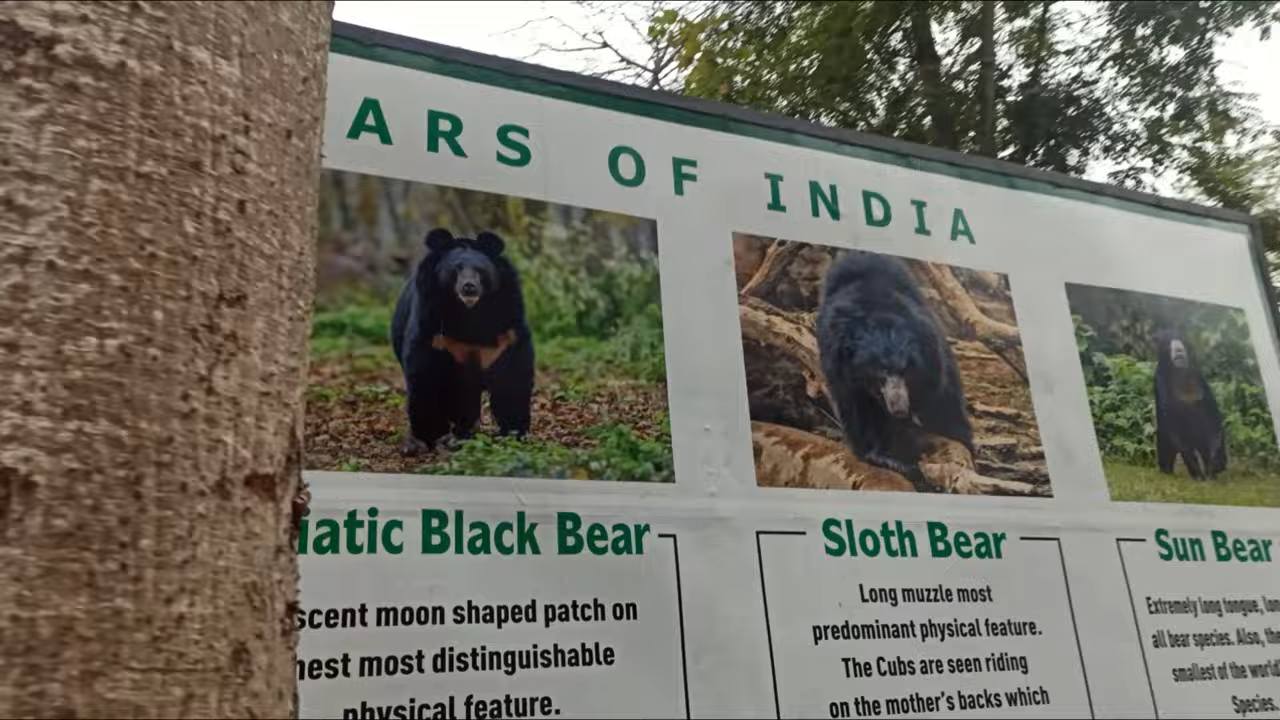 ARS OF INDIA
iatic Black Bear
scent moon shaped patch on
hest most distinguishable
physical feature.
Sloth Bear
Long muzzle most
predominant physical feature.
The Cubs are seen riding
on the mother's backs which
Sun Bear
Extremely long tongue, lon
all bear species. Also, the
smallest of the world
Species.